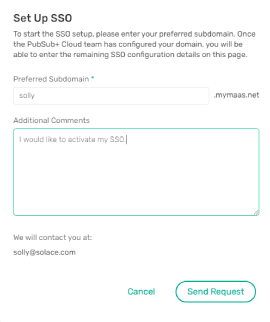 Set Up SSO
To start the SSO setup, please enter your preferred subdomain. Once
the PubSub+ Cloud team has configured your domain, you will be
able to enter the remaining SSO configuration details on this page.
Preferred Subdomain *
solly .mymaas.net
Additional Comments
I would like to activate my SSO.
We will contact you at:
solly@solace.com
Cancel Send Request